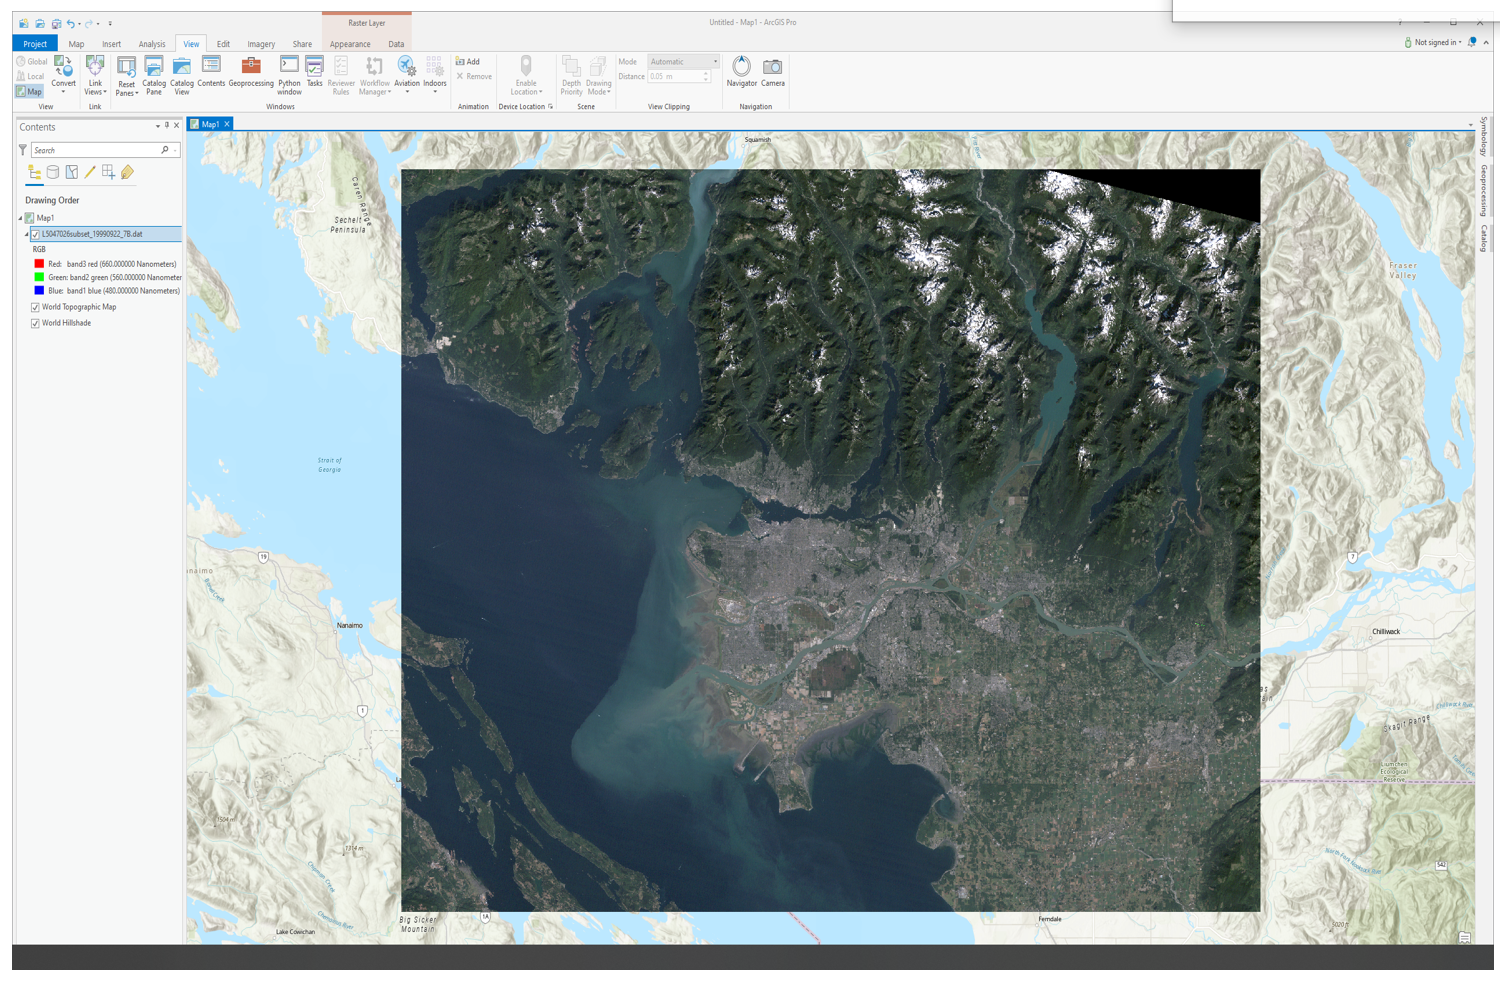 Raster Layer
Untitled - Map1 - ArcGIS Pro
?
Project Map Insert Analysis View Edit Imagery Share Appearance Data
Not signed in
Global
Local
Map
Convert
Link Views
Reset Panes
Catalog Pane
Catalog View
Contents
Geoprocessing
Python window
Tasks
Reviewer Rules
Workflow Manager
Aviation
Indoors
Add
Remove
Enable Location
Depth Priority
Drawing Mode
Mode Automatic
Distance 0.05 m
Navigator
Camera
View Link Windows Animation Device Location Scene View Clipping Navigation
Contents
Map1
Search
Drawing Order
Map1
L5047026subset_19990922_7B.dat
RGB
Red: band3 red (660.000000 Nanometers)
Green: band2 green (560.000000 Nanometer
Blue: band1 blue (480.000000 Nanometers)
World Topographic Map
World Hillshade
Symbology
Geoprocessing
Catalog
Squamish
Caren Range
Sechelt
Peninsula
Fraser
Valley
Strait of
Georgia
19
7
Nanaimo
Chilliwack
1
Skagit Range
Liumchen
Ecological
Reserve
1504 m
1314 m
542
1A
Big Sicker
Mountain
Lake Cowichan
Ferndale